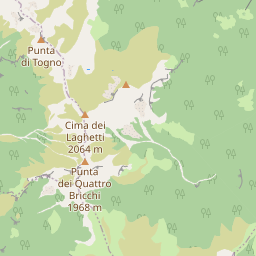 Punta
di Togno
Cima dei
Laghetti
2064 m
Punta
dei Quattro
Bricchi
1968 m